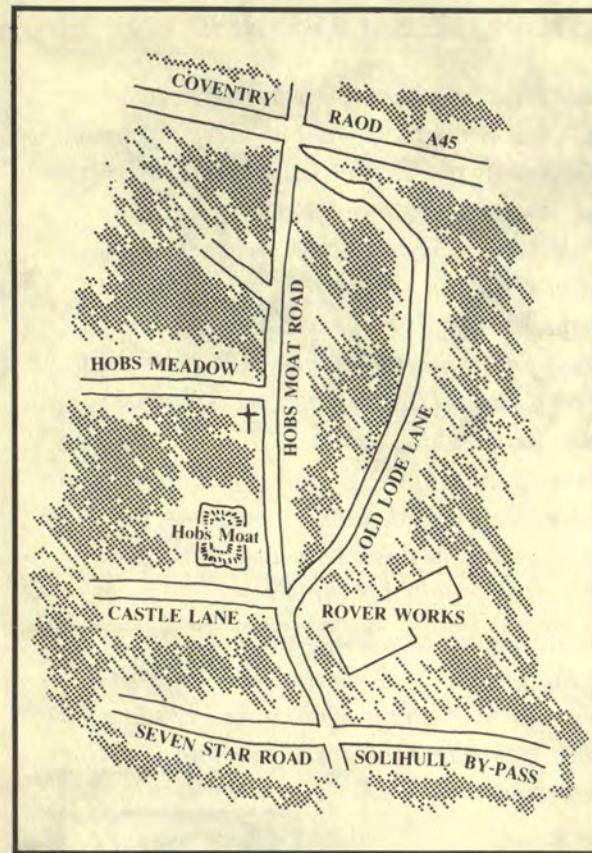 COVENTRY RAOD A45
HOBS MEADOW
HOBS MOAT ROAD
OLD LODE LANE
Hobs Moat
CASTLE LANE
ROVER WORKS
SEVEN STAR ROAD
SOLIHULL BY-PASS